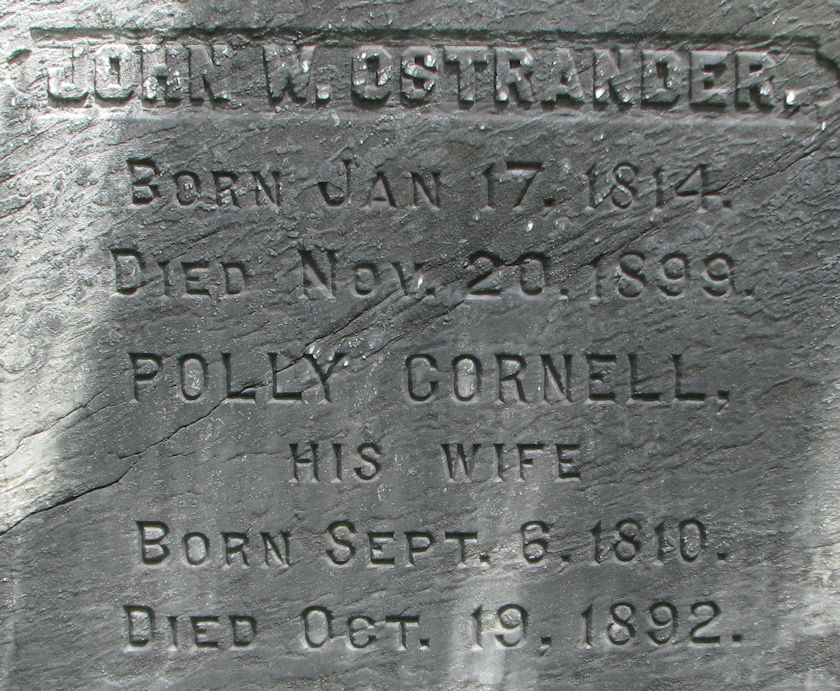 JOHN W. OSTRANDER.
BORN JAN 17. 1814.
DIED NOV. 20. 1899.
POLLY CORNELL,
HIS WIFE
BORN SEPT. 6, 1810.
DIED OCT. 19, 1892.